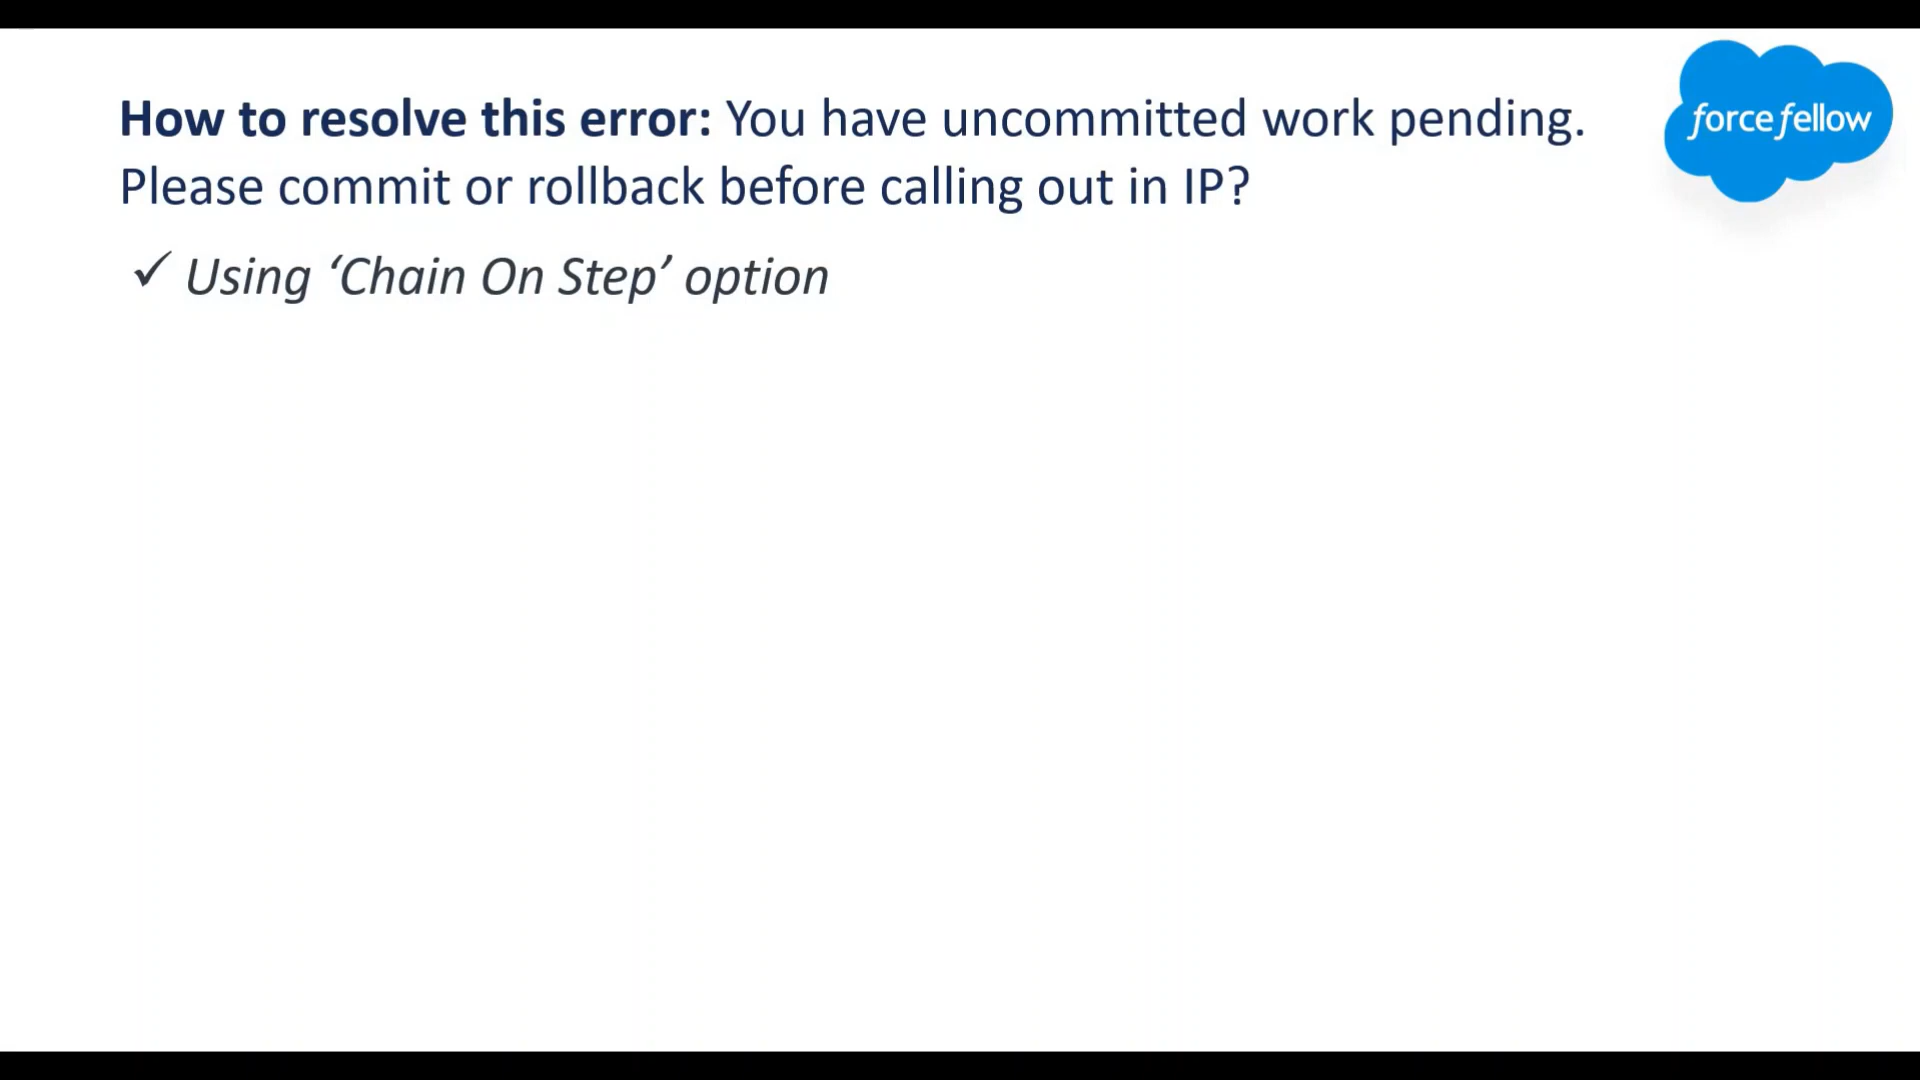 How to resolve this error: You have uncommitted work pending.
Please commit or rollback before calling out in IP?
✓ Using ‘Chain On Step’ option
force fellow